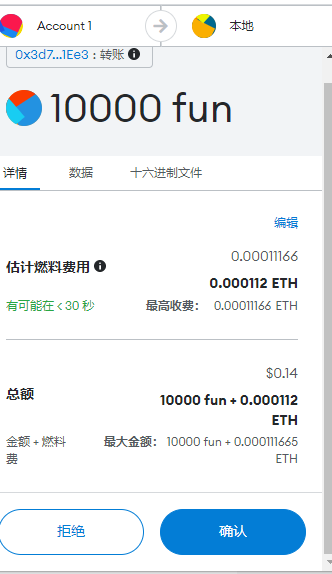 Account 1
本地
0x3d7...1Ee3 : 转账
10000 fun
详情 数据 十六进制文件
编辑
0.00011166
估计燃料费用
0.000112 ETH
有可能在 < 30 秒 最高收费: 0.00011166 ETH
$0.14
总额
10000 fun + 0.000112
ETH
金额 + 燃料 最大金额: 10000 fun + 0.000111665
费 ETH
拒绝 确认